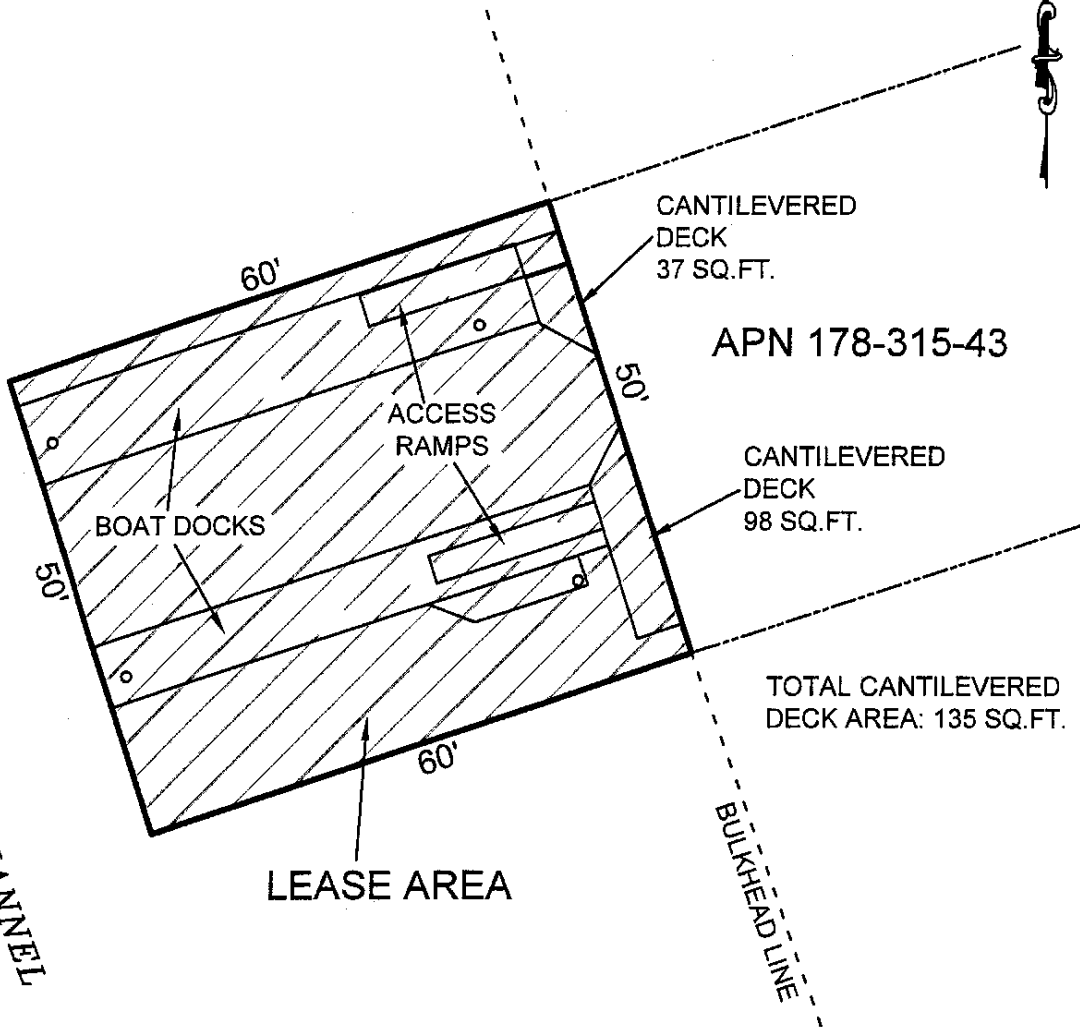 CANTILEVERED
DECK
37 SQ.FT.
60'
APN 178-315-43
50'
ACCESS
RAMPS
CANTILEVERED
DECK
98 SQ.FT.
BOAT DOCKS
50'
TOTAL CANTILEVERED
DECK AREA: 135 SQ.FT.
60'
BULKHEAD LINE
LEASE AREA